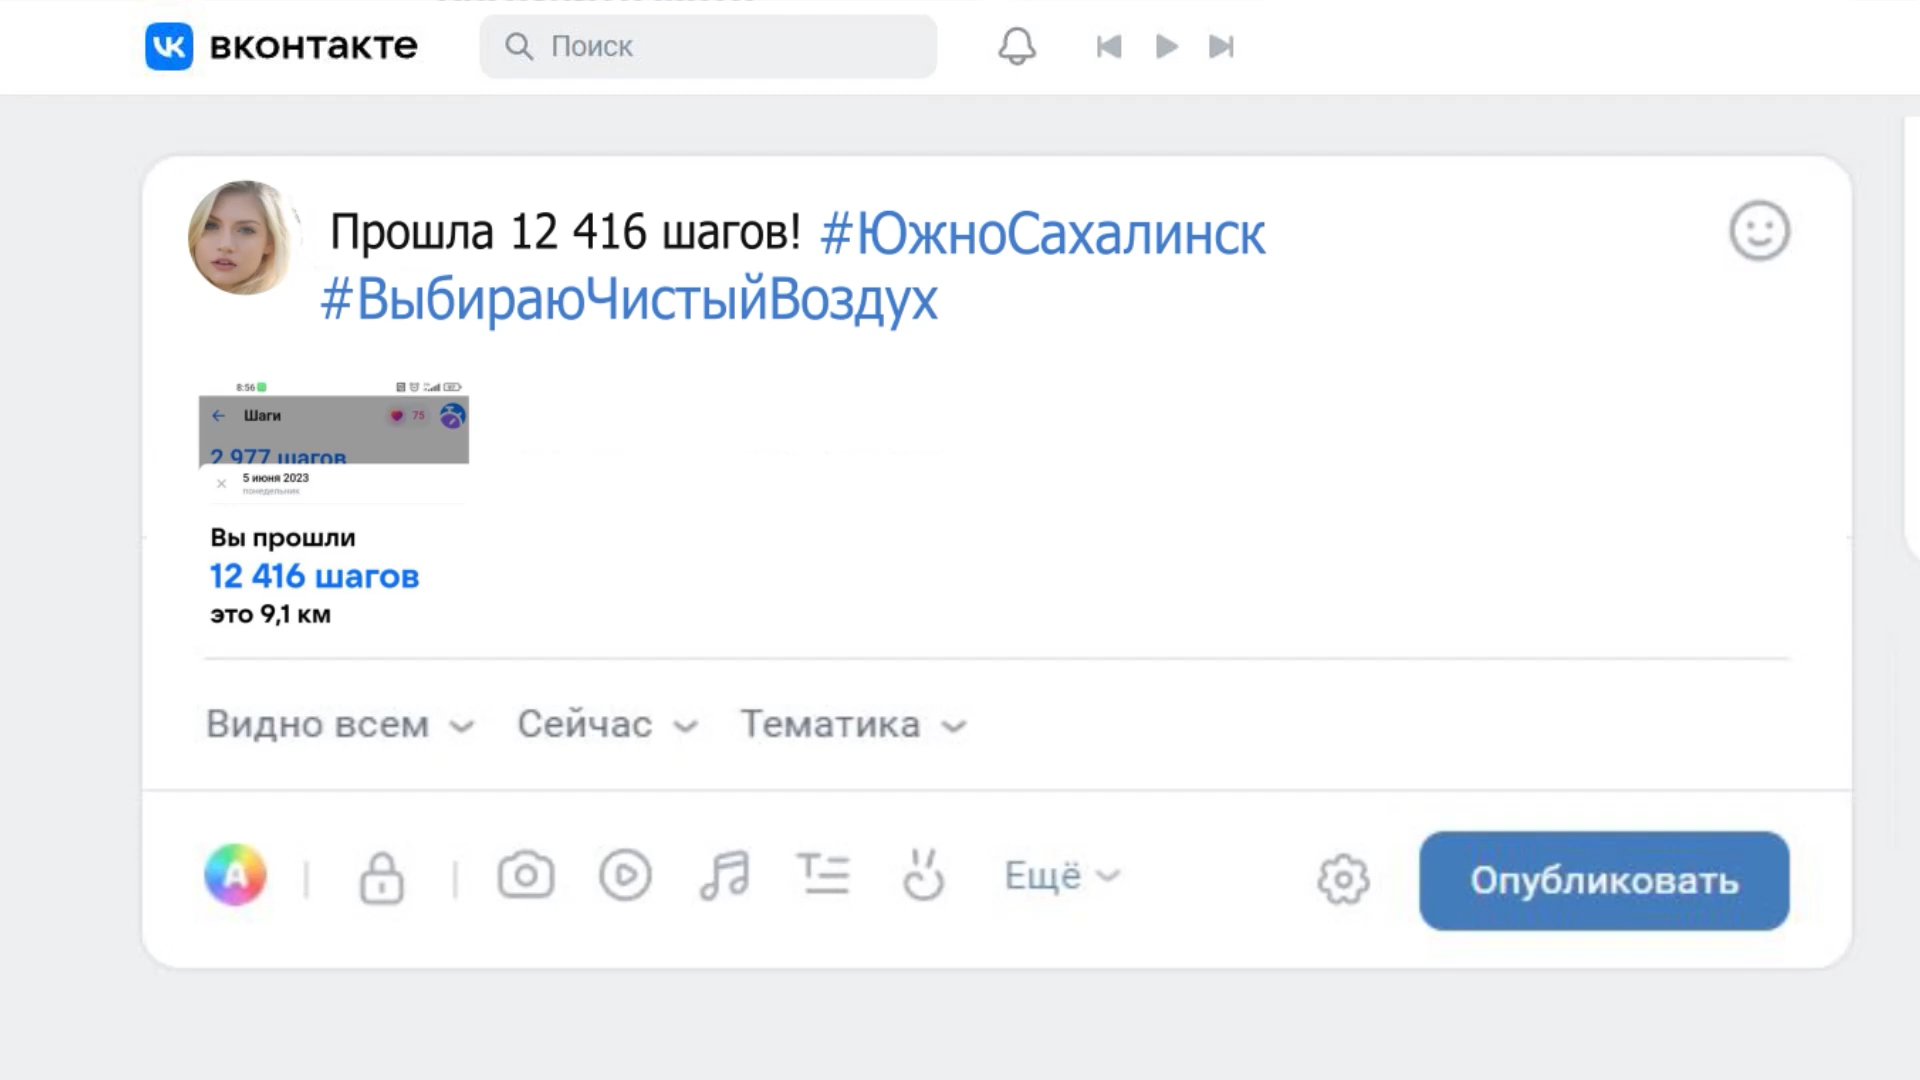 вконтакте
Поиск
Прошла 12 416 шагов! #ЮжноСахалинск
#ВыбираюЧистыйВоздух
8:56
Шаги
75
2 977 шагов
5 июня 2023
понедельник
Вы прошли
12 416 шагов
это 9,1 км
Видно всем
Сейчас
Тематика
Ещё
Опубликовать